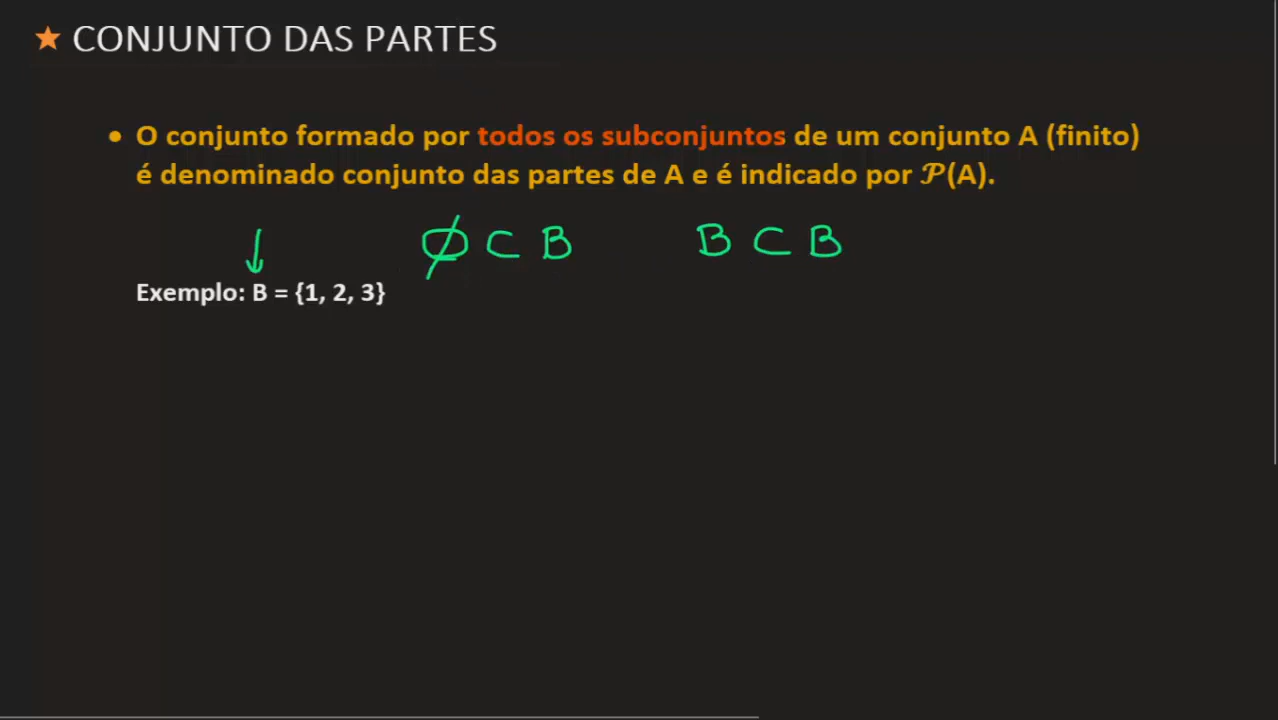 ★ CONJUNTO DAS PARTES
• O conjunto formado por todos os subconjuntos de um conjunto A (finito)
é denominado conjunto das partes de A e é indicado por 𝒫(A).
↓ ∅ ⊂ B B ⊂ B
Exemplo: B = {1, 2, 3}